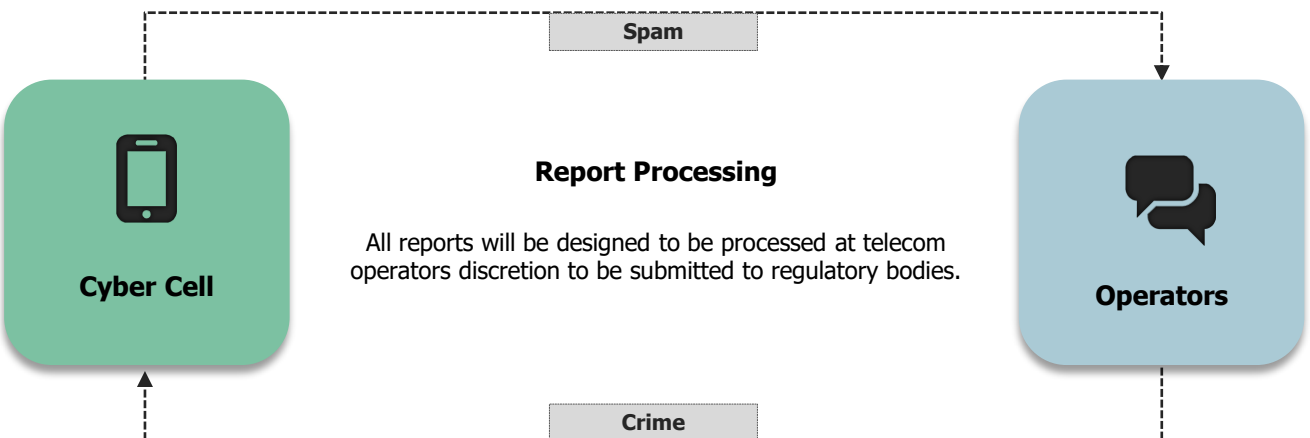 Spam
Report Processing
All reports will be designed to be processed at telecom
operators discretion to be submitted to regulatory bodies.
Cyber Cell
Operators
Crime